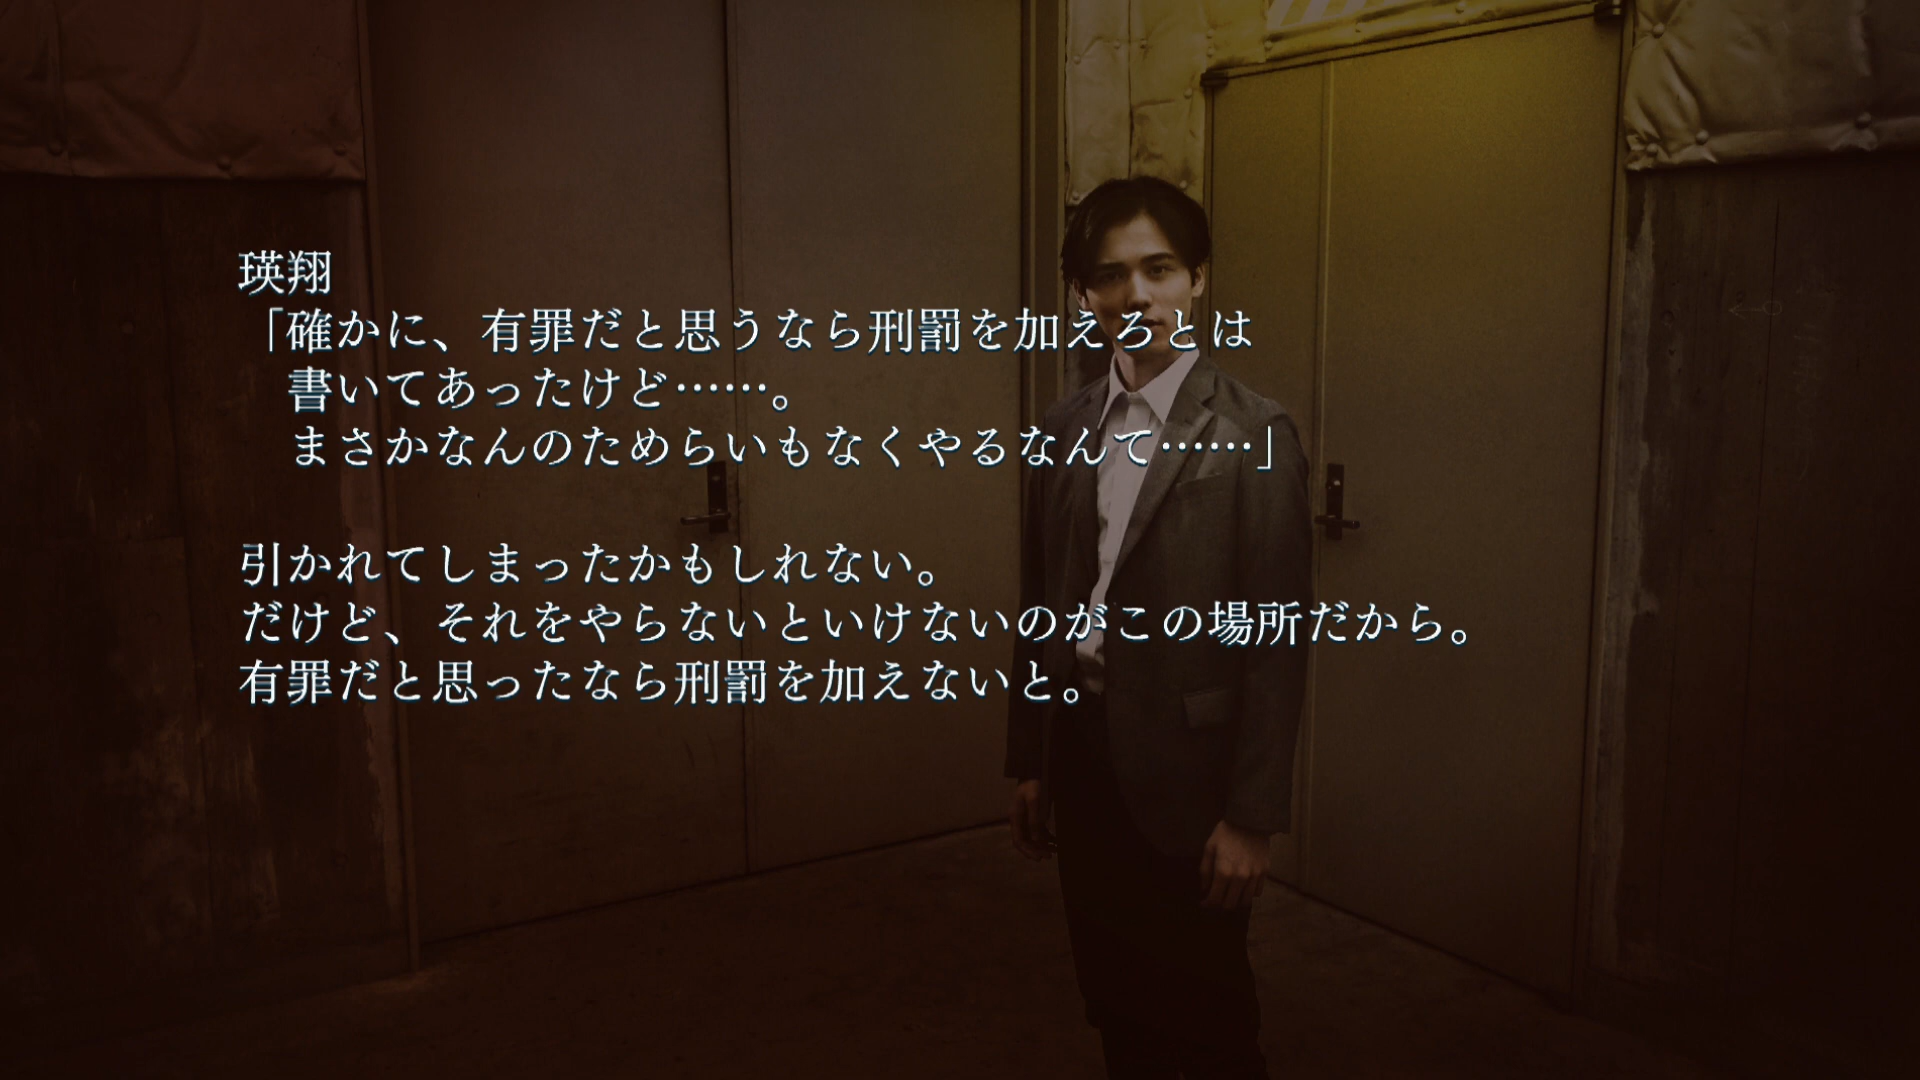 瑛翔
「確かに、有罪だと思うなら刑罰を加えろとは
書いてあったけど……。
まさかなんのためらいもなくやるなんて……」
引かれてしまったかもしれない。
だけど、それをやらないといけないのがこの場所だから。
有罪だと思ったなら刑罰を加えないと。